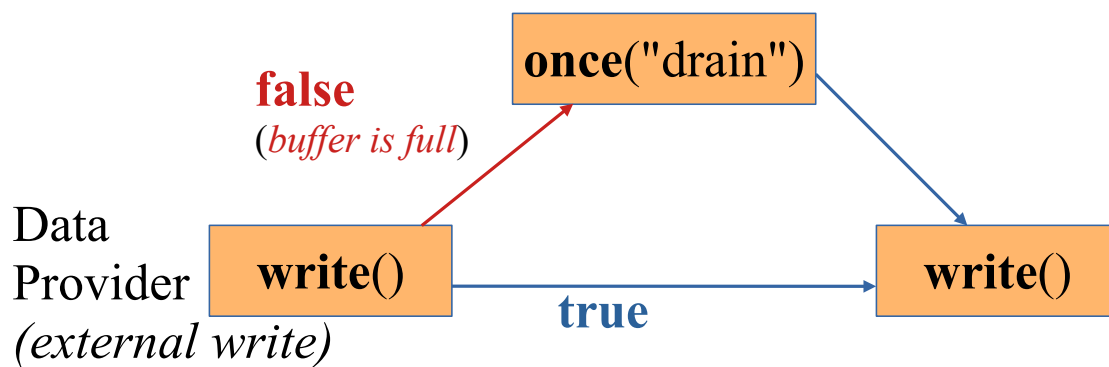 once("drain")
false
(buffer is full)
Data
Provider
(external write)
write()
true
write()